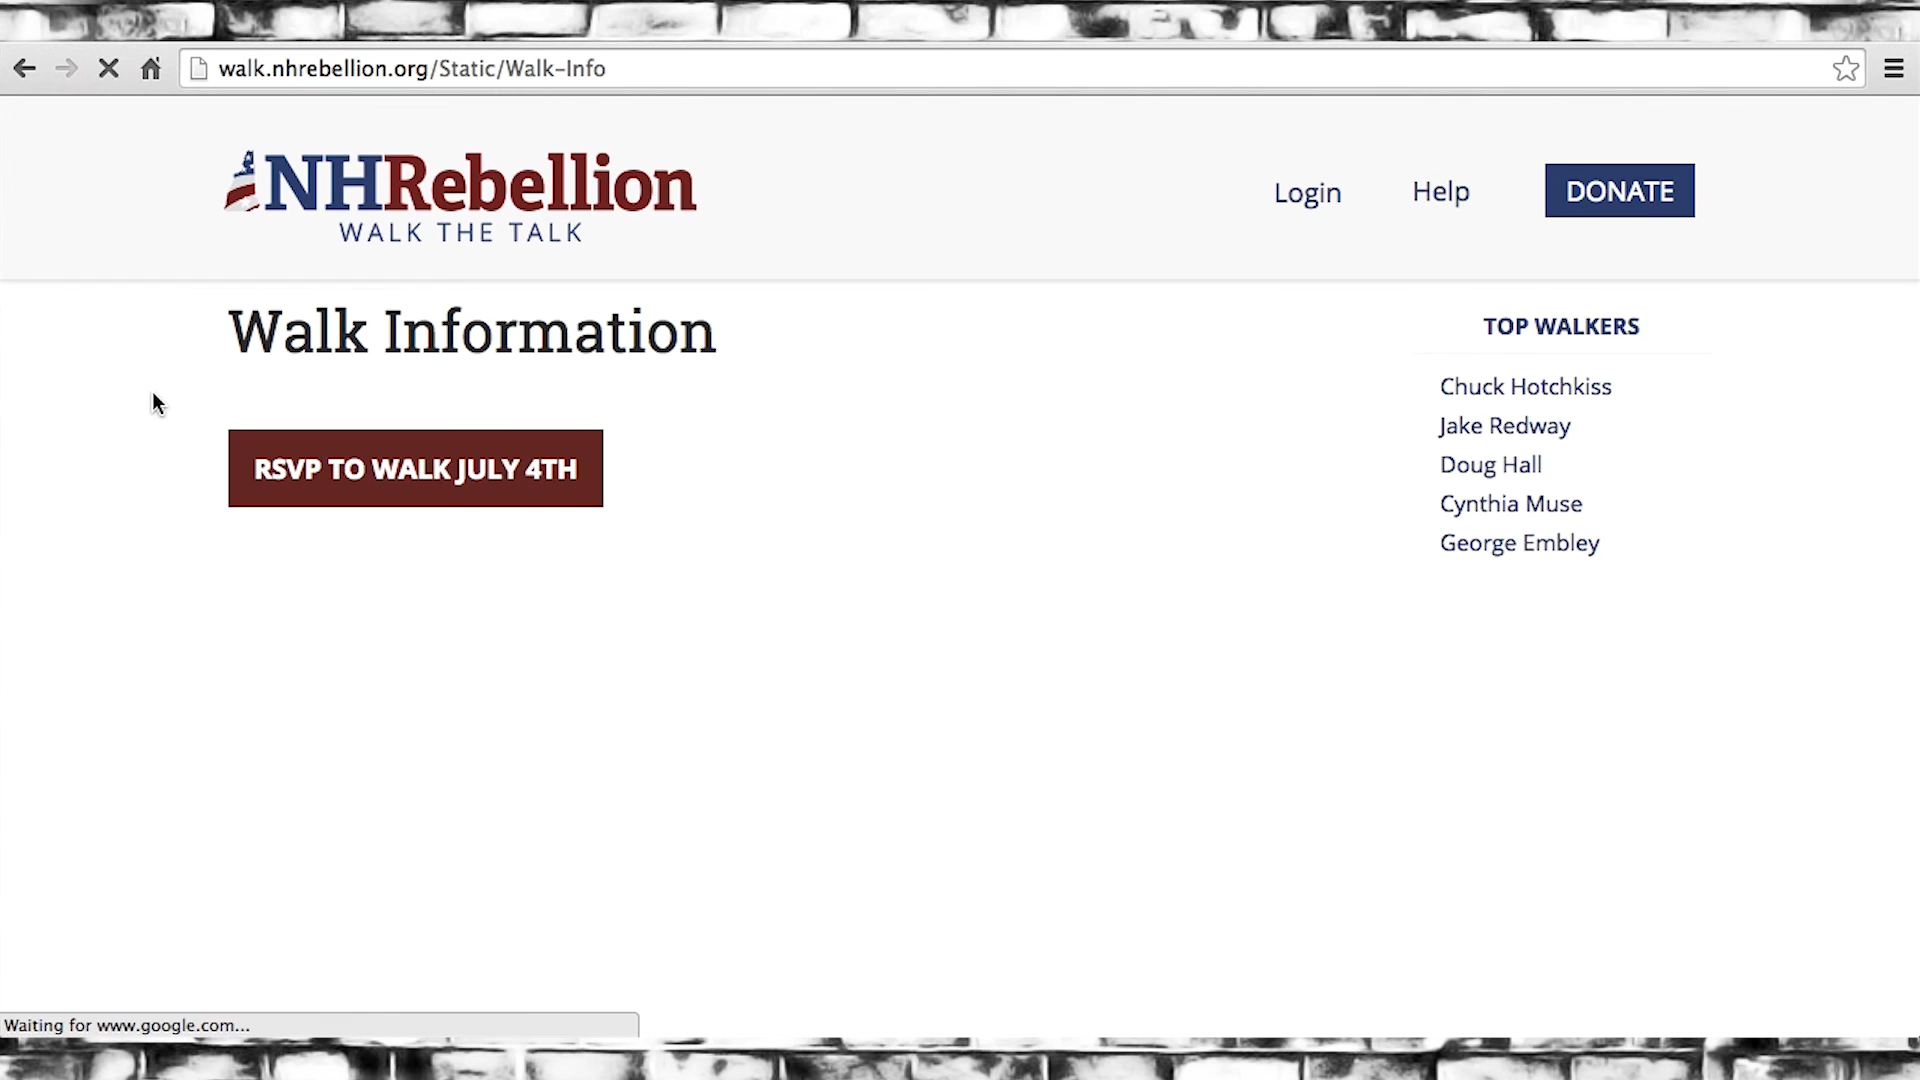 walk.nhrebellion.org/Static/Walk-Info
NHRebellion
WALK THE TALK
Login
Help
DONATE
Walk Information
RSVP TO WALK JULY 4TH
TOP WALKERS
Chuck Hotchkiss
Jake Redway
Doug Hall
Cynthia Muse
George Embley
Waiting for www.google.com...